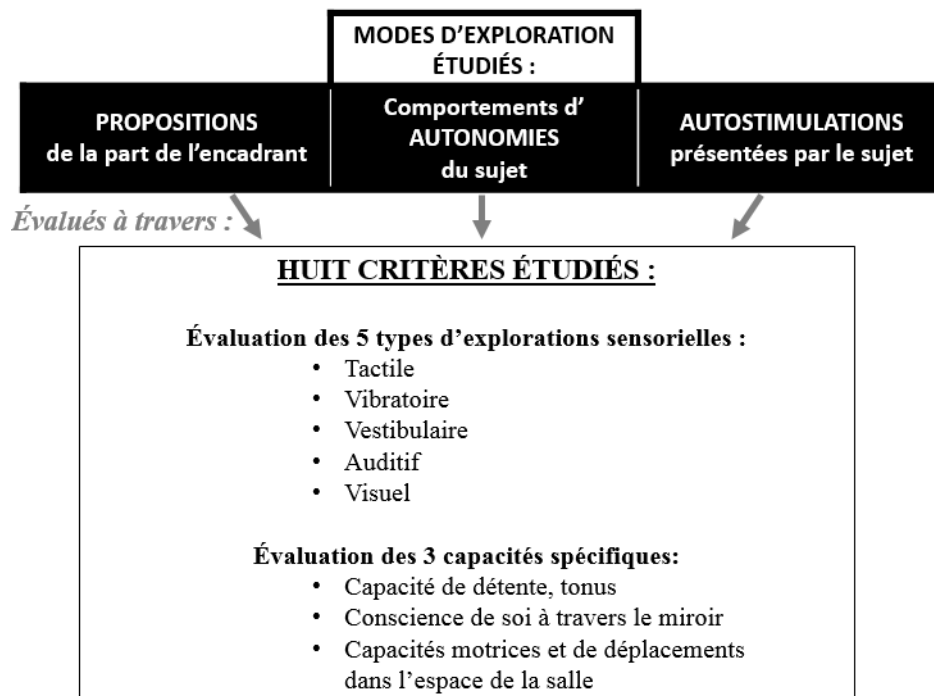 MODES D'EXPLORATION
ÉTUDIÉS :
PROPOSITIONS
de la part de l'encadrant
Comportements d'
AUTONOMIES
du sujet
AUTOSTIMULATIONS
présentées par le sujet
Évalués à travers :
HUIT CRITÈRES ÉTUDIÉS :
Évaluation des 5 types d'explorations sensorielles :
• Tactile
• Vibratoire
• Vestibulaire
• Auditif
• Visuel
Évaluation des 3 capacités spécifiques:
• Capacité de détente, tonus
• Conscience de soi à travers le miroir
• Capacités motrices et de déplacements
dans l'espace de la salle